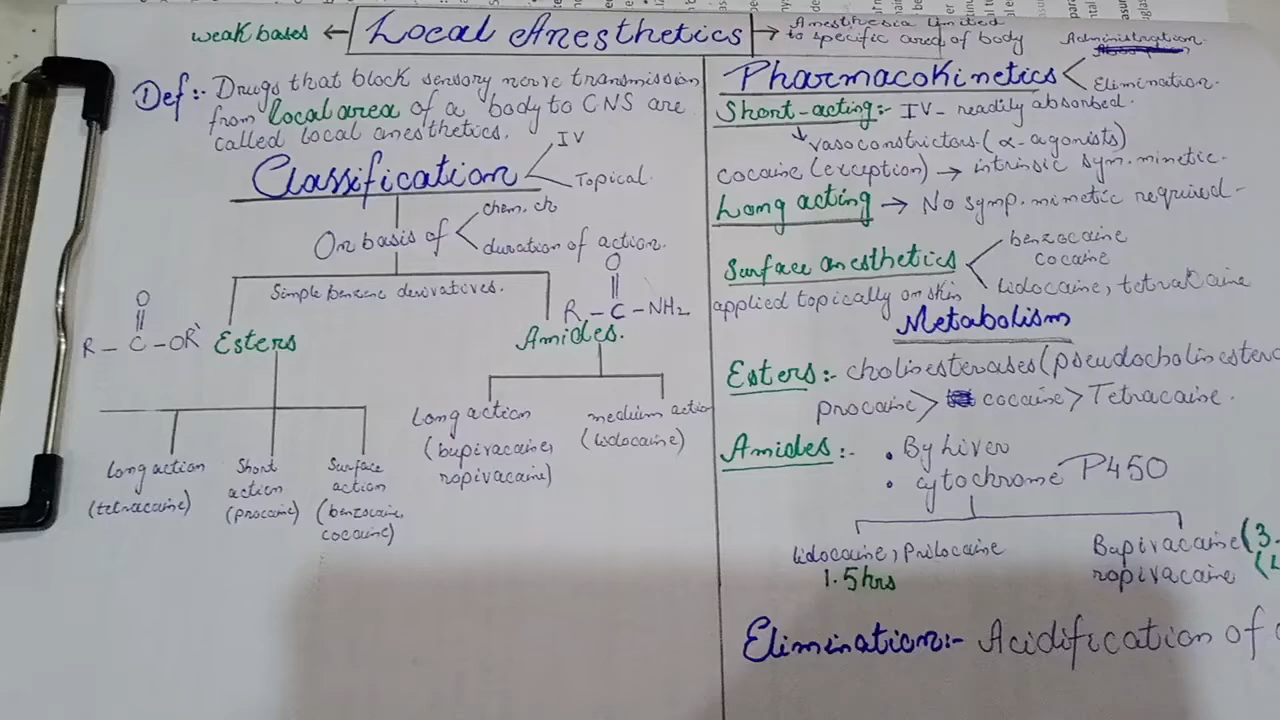 weak bases ← Local Anesthetics → Anesthesia limited
to specific area of body
Def:- Drugs that block sensory nerve transmission
from local area of a body to CNS are
called local anesthetics.
Classification
IV
Topical
On basis of
chem. ch
duration of action.
Simple benzene derivatives.
O
R – C – OR'
Esters
O
R – C – NH2
Amides.
Long action
(tetracaine)
Short
action
(procaine)
Surface
action
(benzocaine,
cocaine)
Long action
(bupivacaine,
ropivacaine)
medium actio
(lidocaine)
Pharmacokinetics
Administration
Elimination.
Short-acting:- IV- readily absorbed.
↓ vasoconstrictors. (α-agonists)
cocaine (exception) → intrinsic sym. mimetic.
Long acting → No symp. mimetic required -
Surface anesthetics
benzocaine
cocaine
lidocaine, tetrakaine
applied topically on skin
Metabolism
Esters:- cholinesterases (pseudocholinester
procaine > cocaine > Tetracaine.
Amides:-
• By liver
• cytochrome P450
lidocaine, Prilocaine
1.5hrs
Bupivacaine (3.
ropivacaine
Elimination:- Acidification of